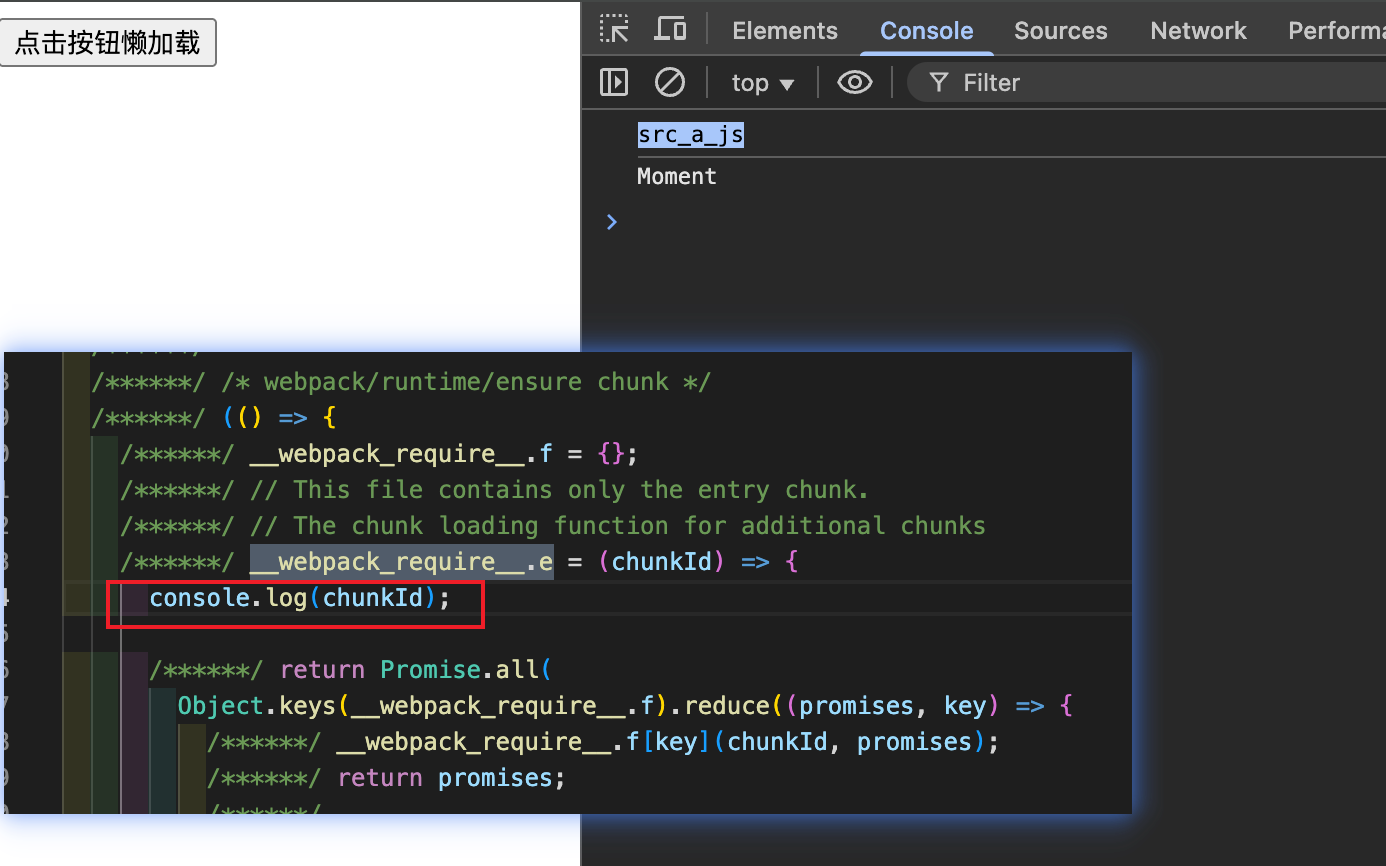 点击按钮懒加载
Elements Console Sources Network Performa
top Filter
src_a_js
Moment
/******/ /* webpack/runtime/ensure chunk */
/******/ (() => {
/******/ __webpack_require__.f = {};
/******/ // This file contains only the entry chunk.
/******/ // The chunk loading function for additional chunks
/******/ __webpack_require__.e = (chunkId) => {
console.log(chunkId);
/******/ return Promise.all(
Object.keys(__webpack_require__.f).reduce((promises, key) => {
/******/ __webpack_require__.f[key](chunkId, promises);
/******/ return promises;